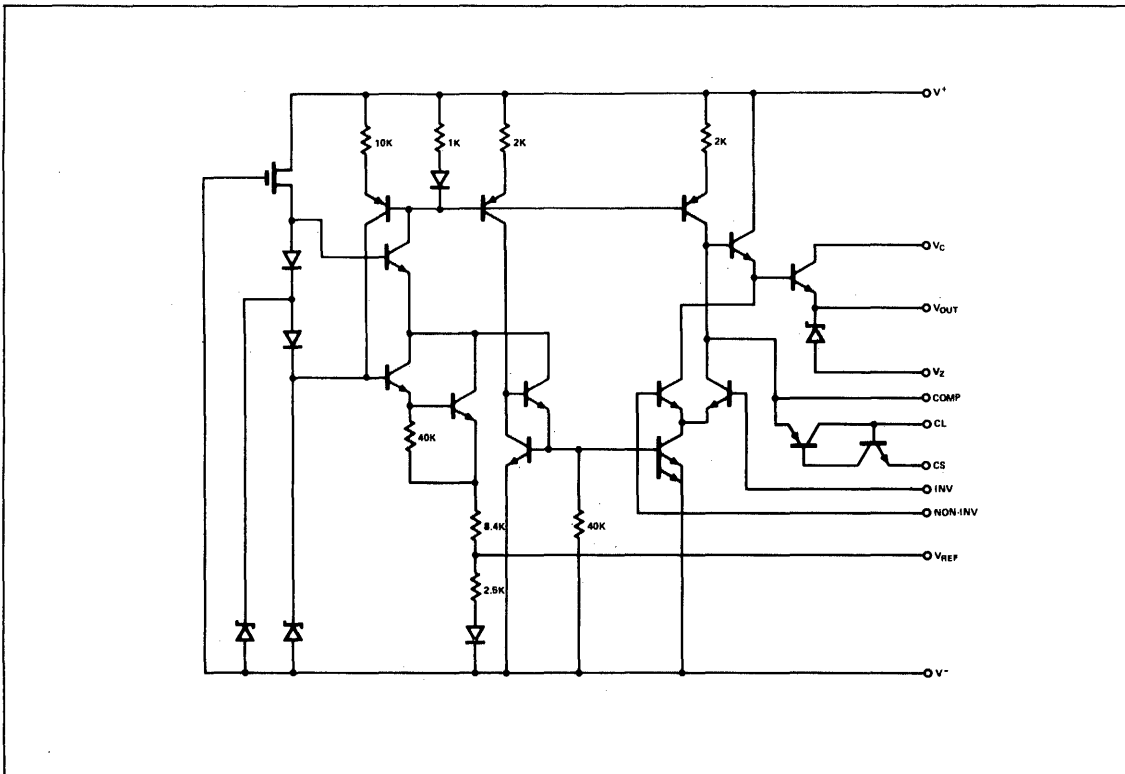 V+
10K
1K
2K
2K
VC
VOUT
VZ
COMP
CL
40K
CS
INV
NON-INV
8.4K
40K
VREF
2.5K
V-